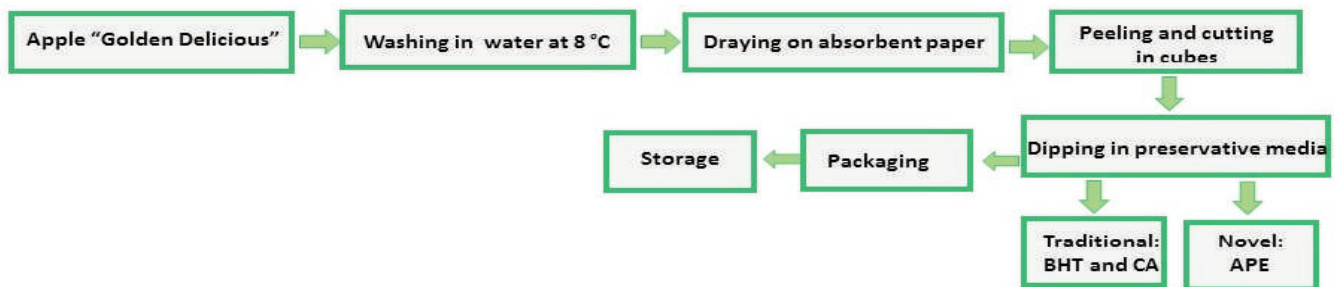 Apple “Golden Delicious”
Washing in water at 8 °C
Draying on absorbent paper
Peeling and cutting
in cubes
Dipping in preservative media
Packaging
Storage
Traditional:
BHT and CA
Novel:
APE